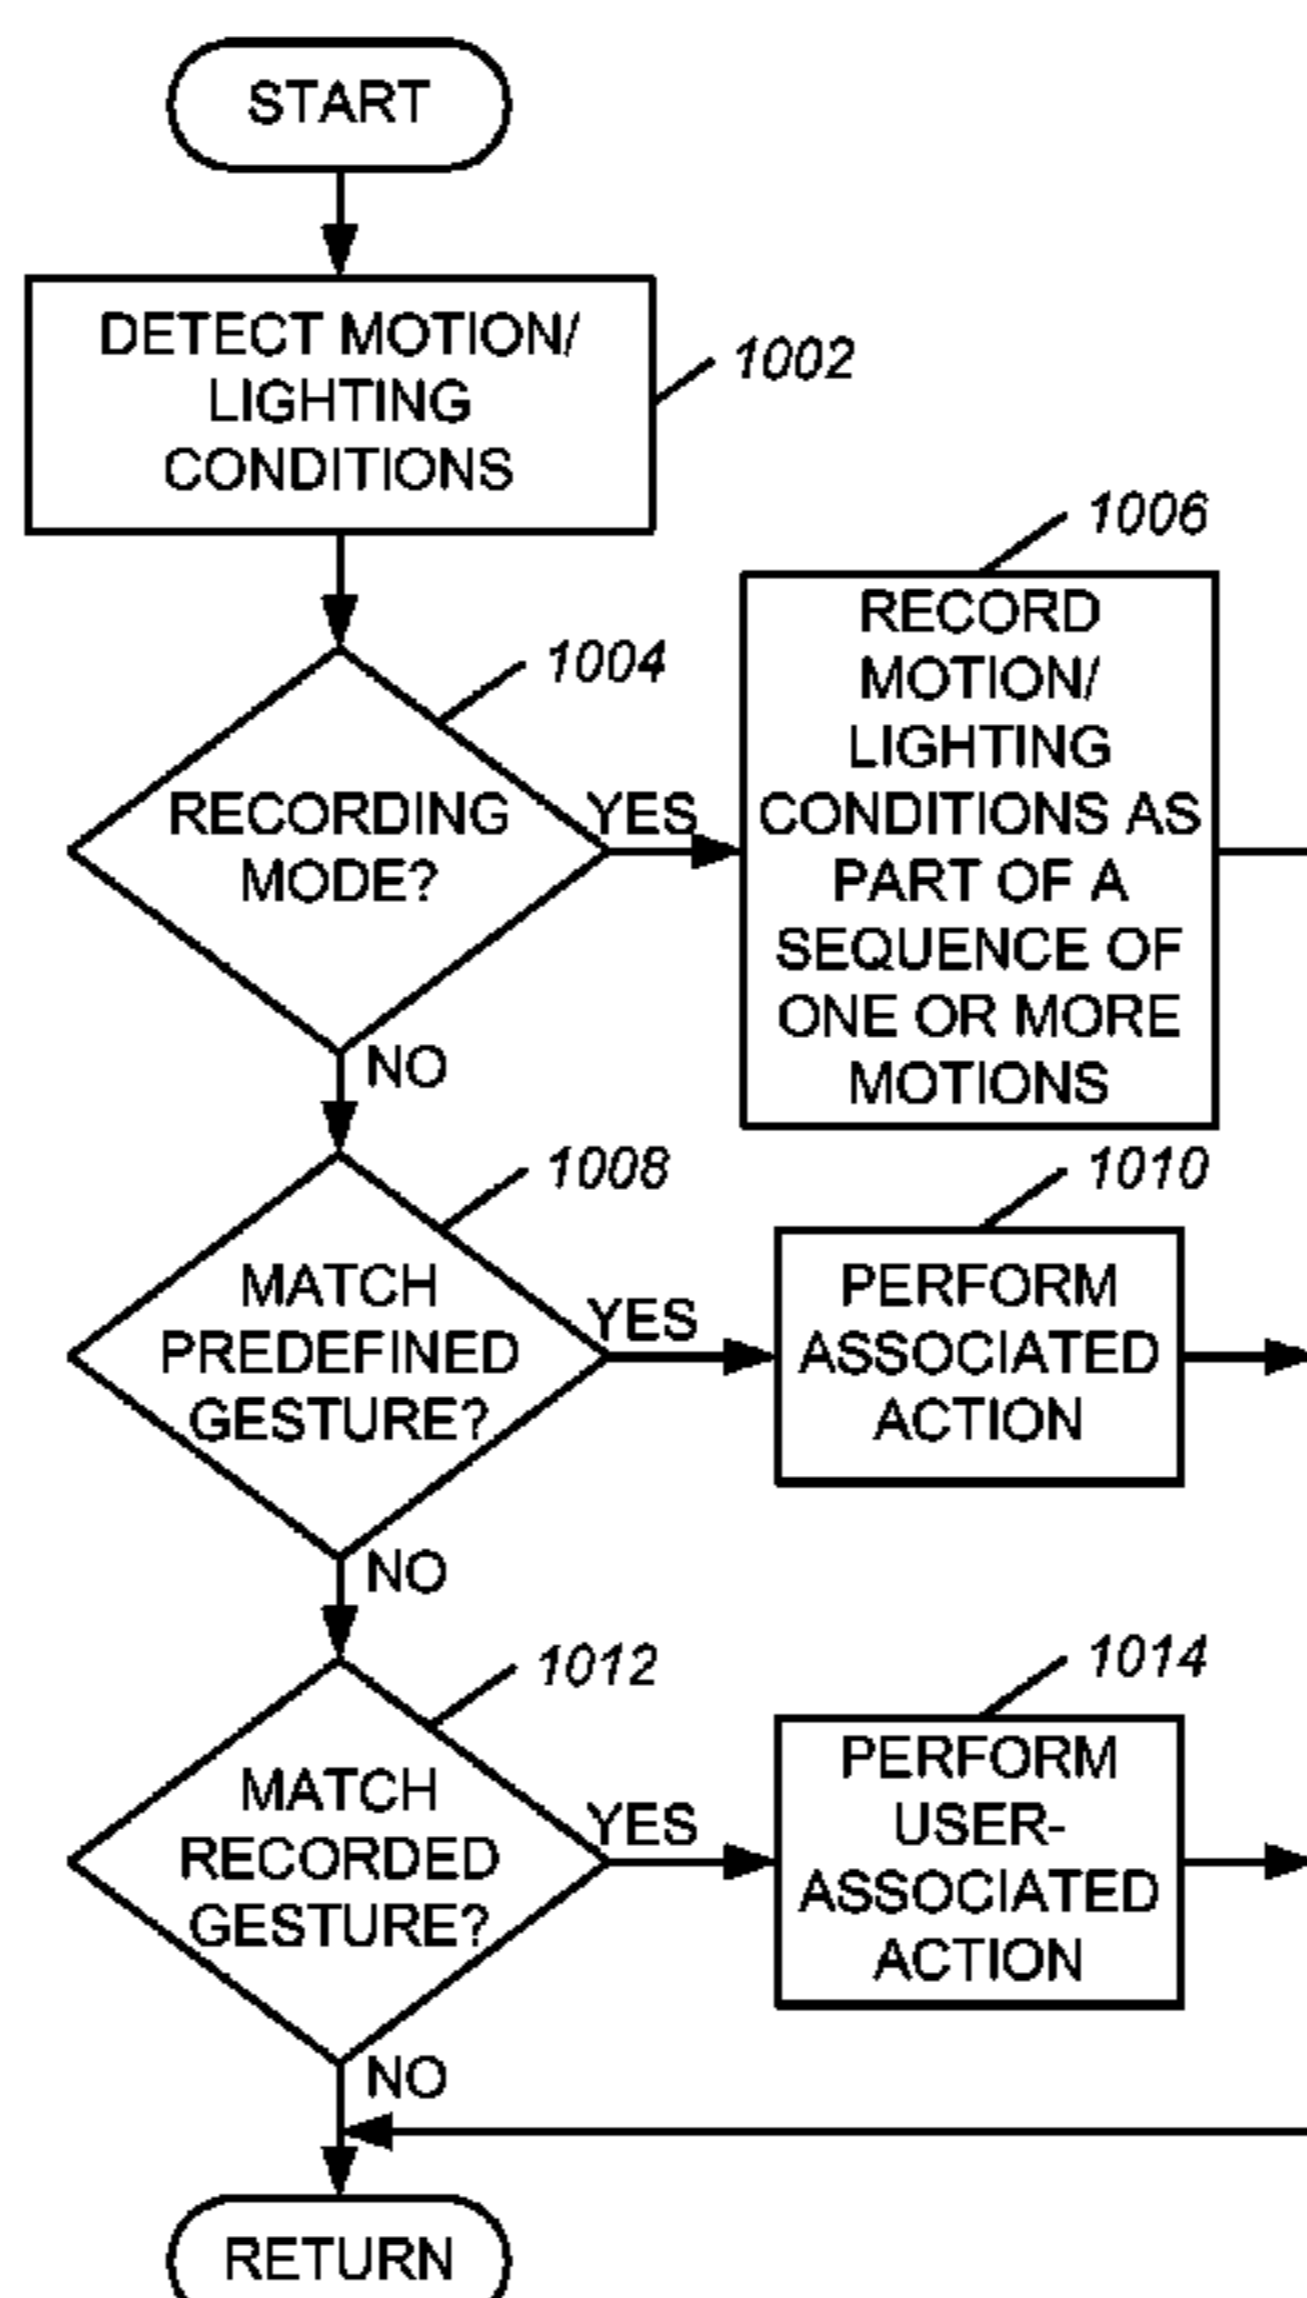 START
DETECT MOTION/
LIGHTING
CONDITIONS
1002
1004
RECORDING
MODE?
YES
NO
1006
RECORD
MOTION/
LIGHTING
CONDITIONS AS
PART OF A
SEQUENCE OF
ONE OR MORE
MOTIONS
1008
MATCH
PREDEFINED
GESTURE?
YES
NO
1010
PERFORM
ASSOCIATED
ACTION
1012
MATCH
RECORDED
GESTURE?
YES
NO
1014
PERFORM
USER-
ASSOCIATED
ACTION
RETURN